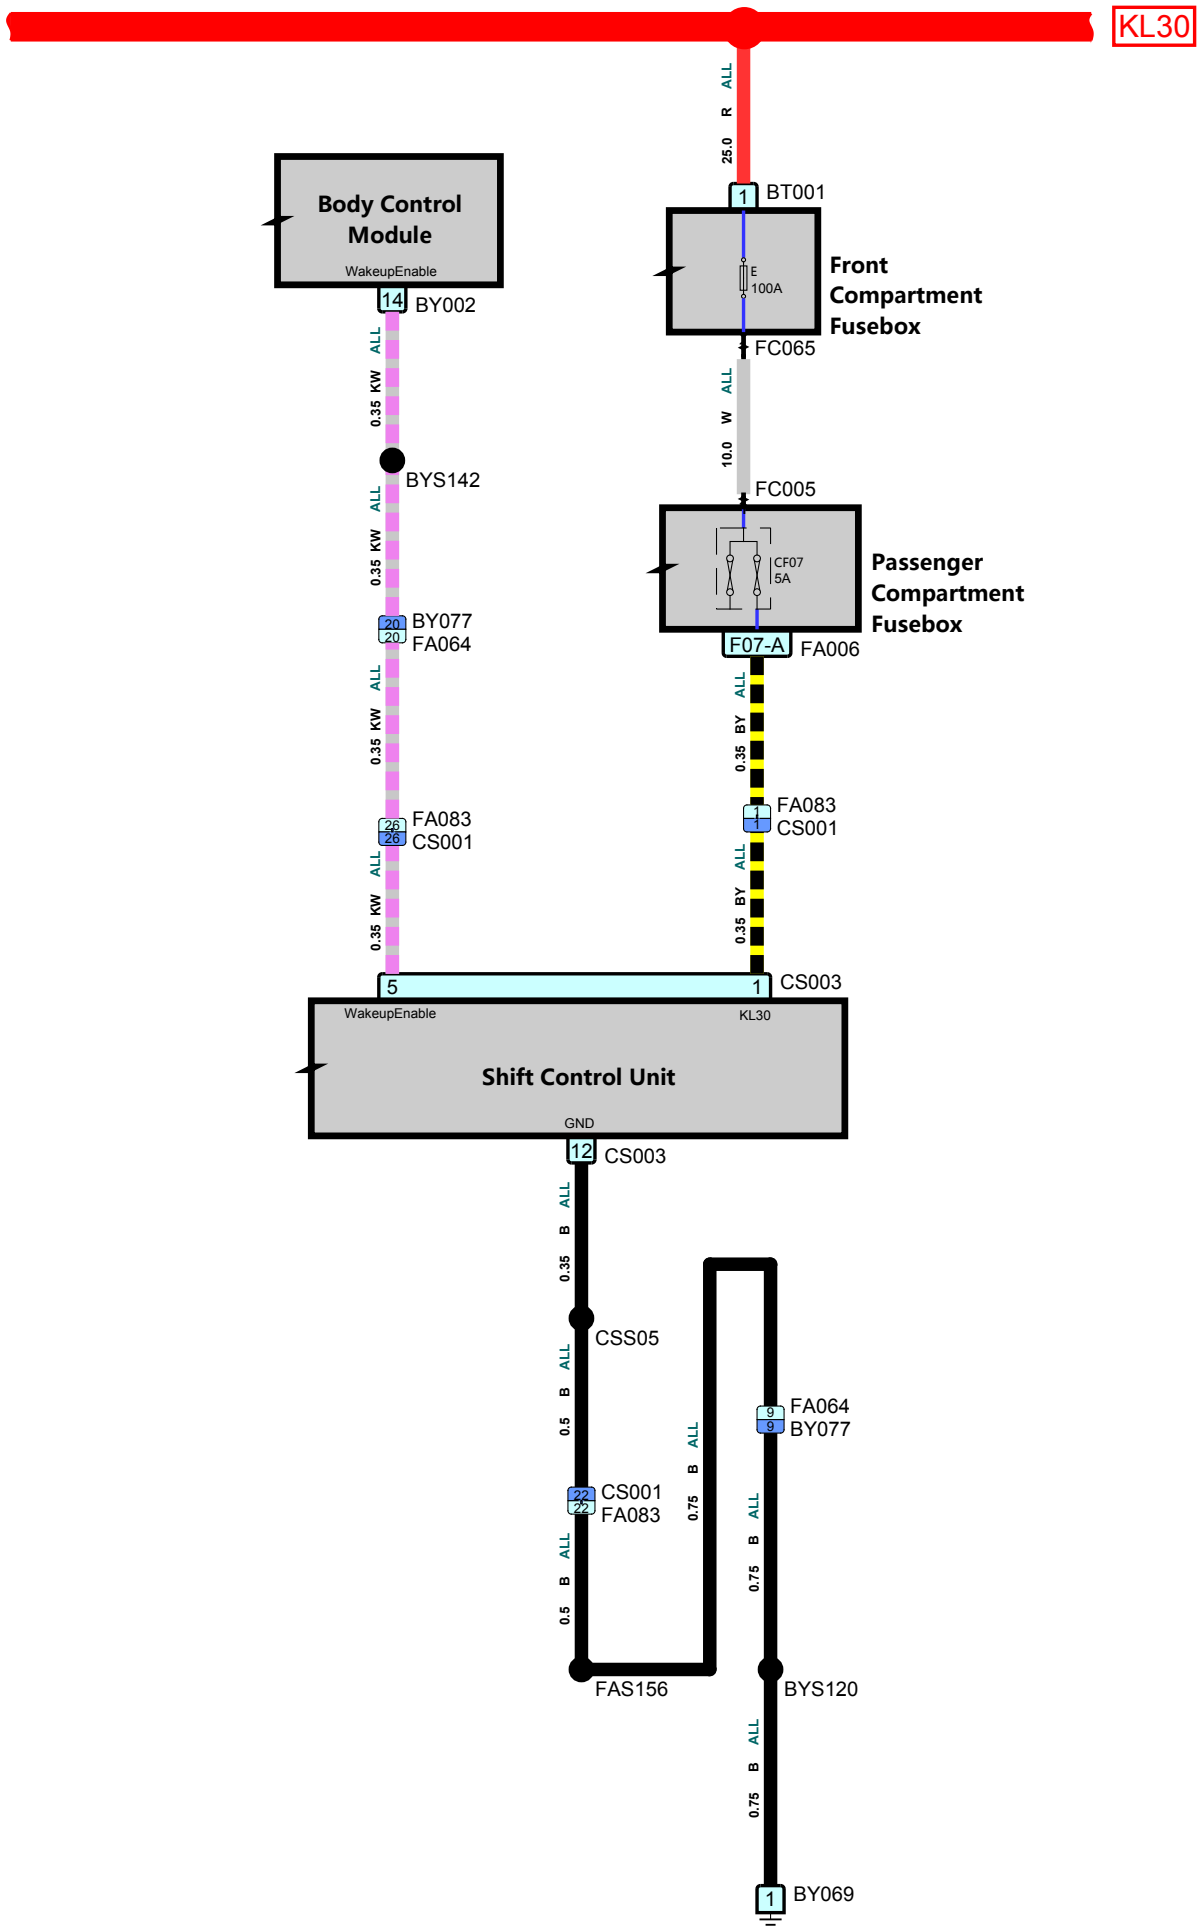 KL30
25.0 R ALL
1 BT001
Body Control
Module
WakeupEnable
14 BY002
E
100A
Front
Compartment
Fusebox
FC065
0.35 KW ALL
10.0 W ALL
BYS142
FC005
0.35 KW ALL
CF07
5A
Passenger
Compartment
Fusebox
F07-A FA006
20 BY077
20 FA064
0.35 KW ALL
0.35 BY ALL
1 FA083
1 CS001
26 FA083
26 CS001
0.35 KW ALL
0.35 BY ALL
5 1 CS003
WakeupEnable
KL30
Shift Control Unit
GND
12 CS003
0.35 B ALL
CSS05
0.5 B ALL
9 FA064
9 BY077
22 CS001
22 FA083
0.75 B ALL
0.75 B ALL
0.5 B ALL
FAS156
BYS120
0.75 B ALL
1 BY069